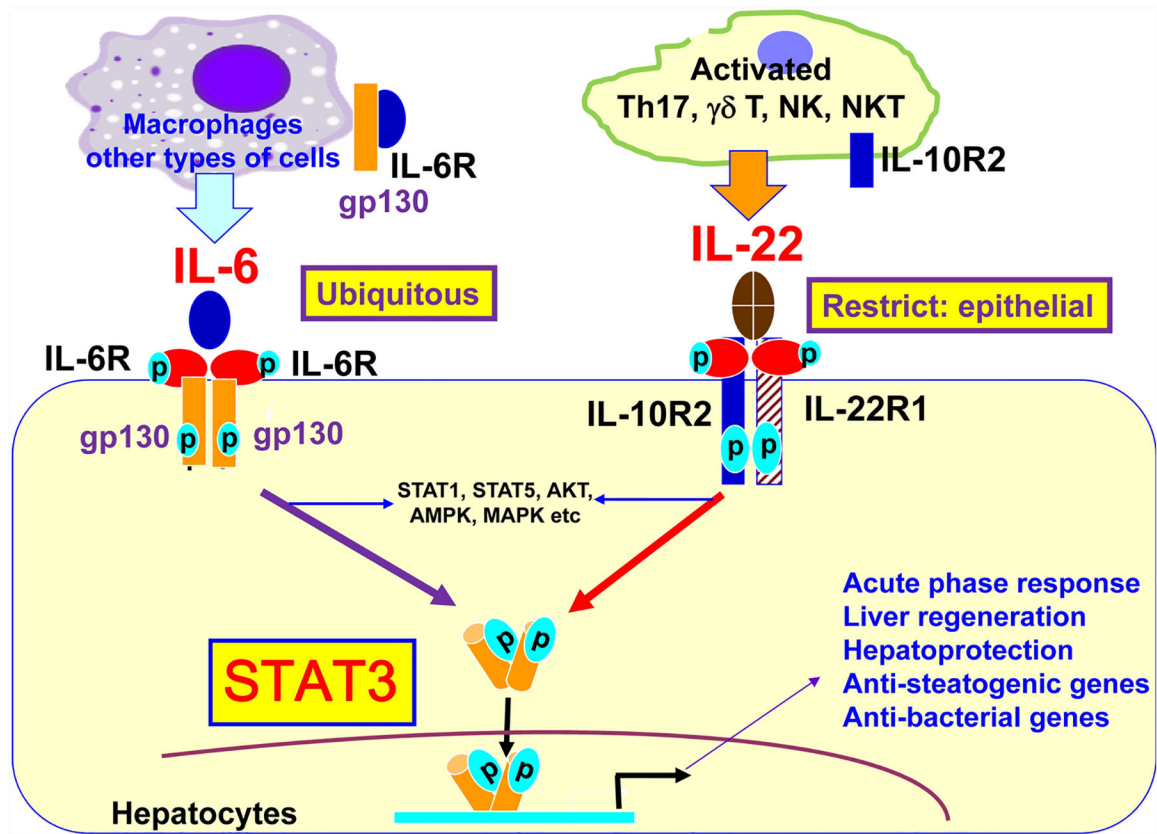 Macrophages
other types of cells
IL-6R
gp130
Activated
Th17, γδ T, NK, NKT
IL-10R2
IL-6
Ubiquitous
IL-22
Restrict: epithelial
IL-6R
p
p
IL-6R
gp130
p
p
gp130
p
p
IL-10R2
p
p
IL-22R1
STAT1, STAT5, AKT,
AMPK, MAPK etc
p
p
STAT3
Acute phase response
Liver regeneration
Hepatoprotection
Anti-steatogenic genes
Anti-bacterial genes
p
p
Hepatocytes